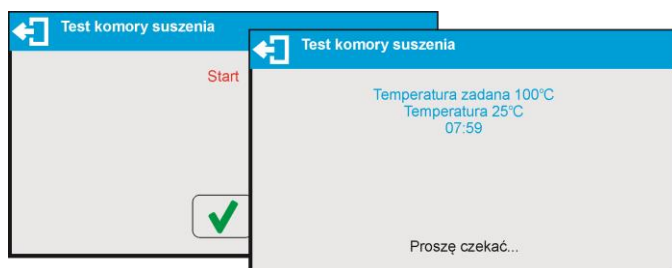 Test komory suszenia
Start
Test komory suszenia
Temperatura zadana 100°C
Temperatura 25°C
07:59
Proszę czekać...